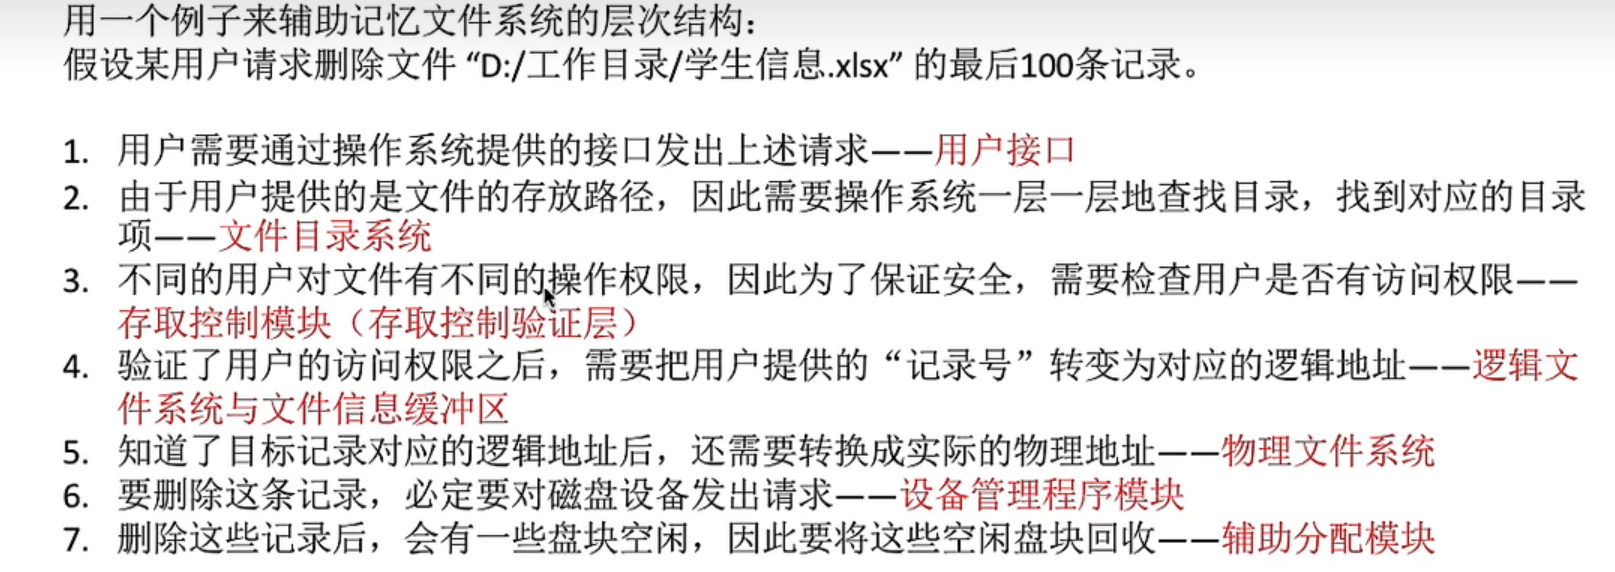 用一个例子来辅助记忆文件系统的层次结构：
假设某用户请求删除文件 “D:/工作目录/学生信息.xlsx” 的最后100条记录。
1. 用户需要通过操作系统提供的接口发出上述请求——用户接口
2. 由于用户提供的是文件的存放路径，因此需要操作系统一层一层地查找目录，找到对应的目录
项——文件目录系统
3. 不同的用户对文件有不同的操作权限，因此为了保证安全，需要检查用户是否有访问权限——
存取控制模块（存取控制验证层）
4. 验证了用户的访问权限之后，需要把用户提供的“记录号”转变为对应的逻辑地址——逻辑文
件系统与文件信息缓冲区
5. 知道了目标记录对应的逻辑地址后，还需要转换成实际的物理地址——物理文件系统
6. 要删除这条记录，必定要对磁盘设备发出请求——设备管理程序模块
7. 删除这些记录后，会有一些盘块空闲，因此要将这些空闲盘块回收——辅助分配模块